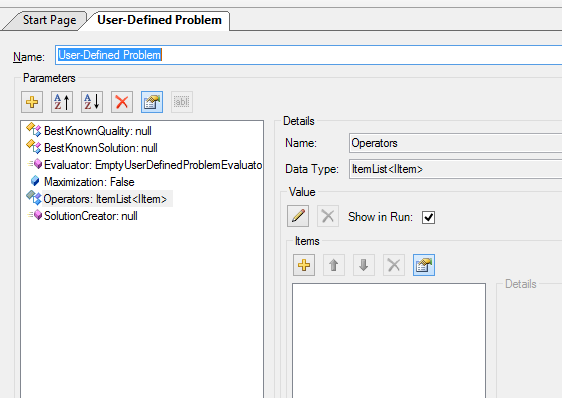 Start Page
User-Defined Problem
Name:
User-Defined Problem
Parameters
BestKnownQuality: null
BestKnownSolution: null
Evaluator: EmptyUserDefinedProblemEvaluato
Maximization: False
Operators: ItemList<IItem>
SolutionCreator: null
Details
Name:
Operators
Data Type:
ItemList<IItem>
Value
Show in Run:
Items
Details